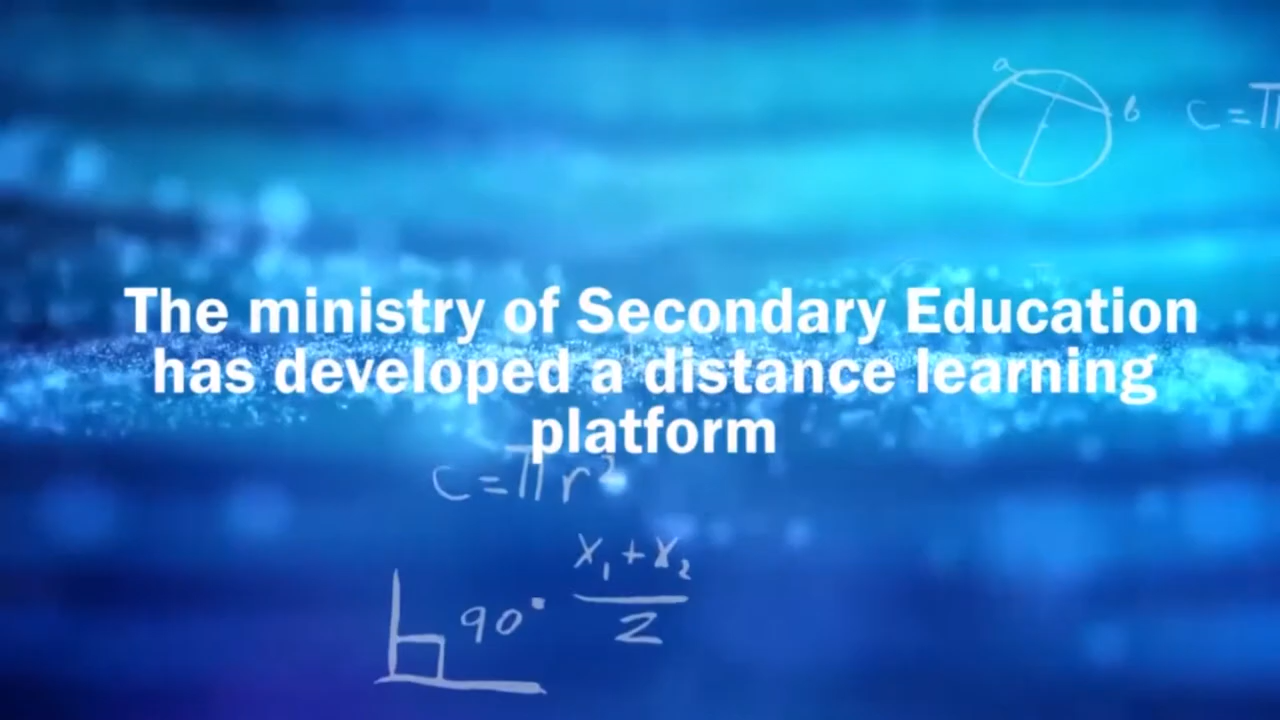 a
b c=π
The ministry of Secondary Education
has developed a distance learning
platform
c=πr²
90°
x₁+x₂
2